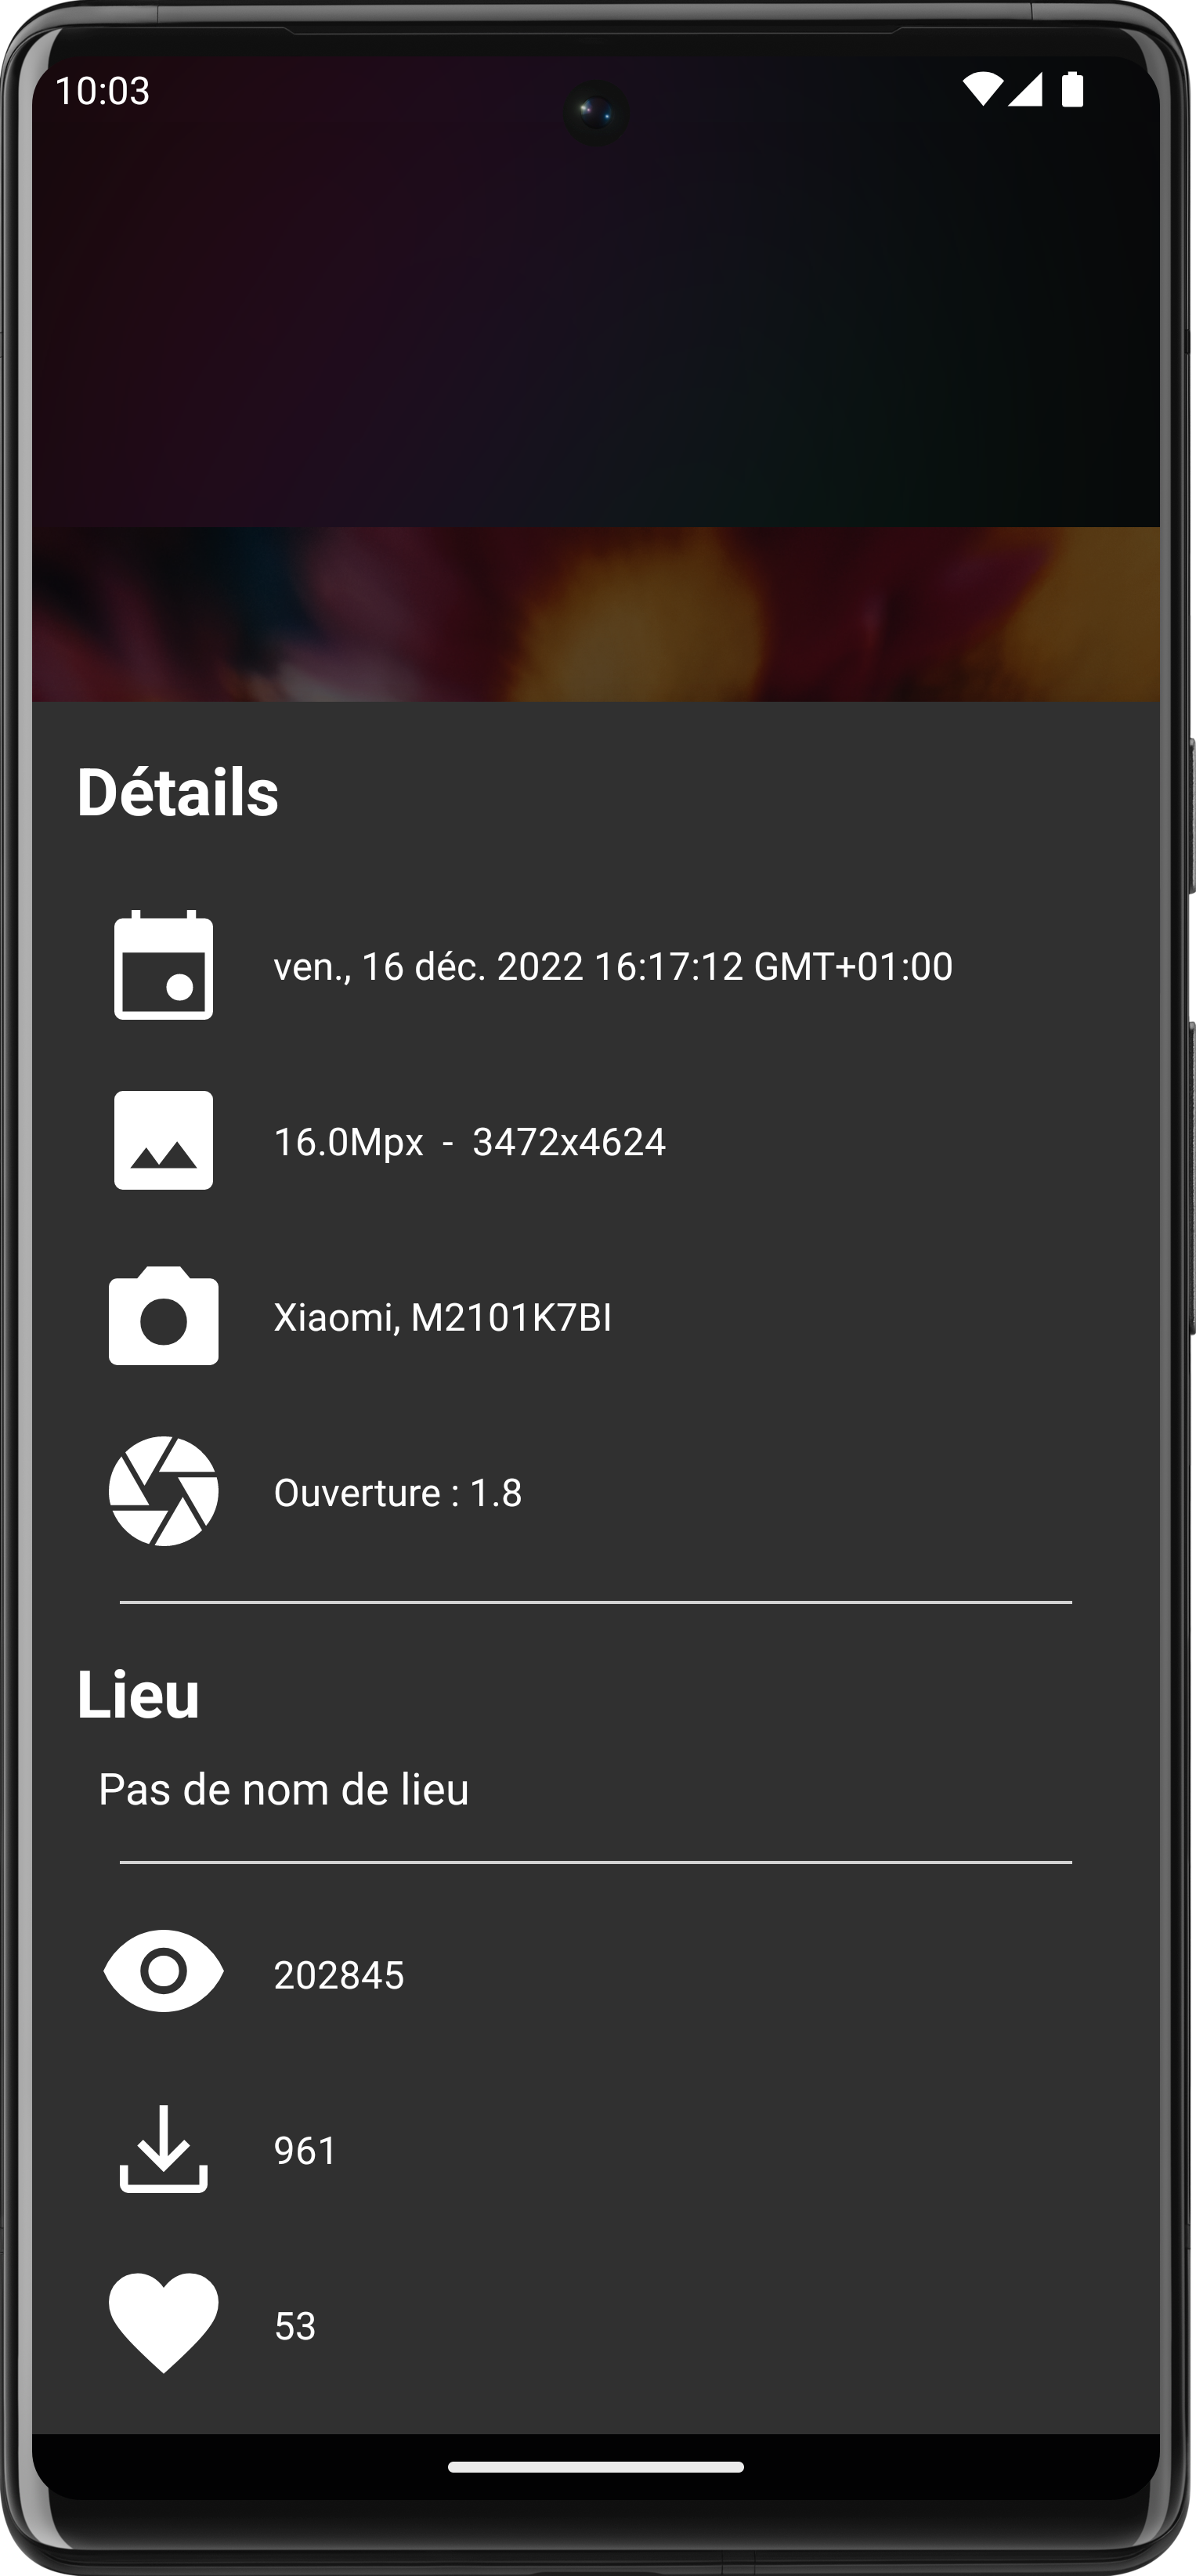 10:03
Détails
ven., 16 déc. 2022 16:17:12 GMT+01:00
16.0Mpx - 3472x4624
Xiaomi, M2101K7BI
Ouverture : 1.8
Lieu
Pas de nom de lieu
202845
961
53